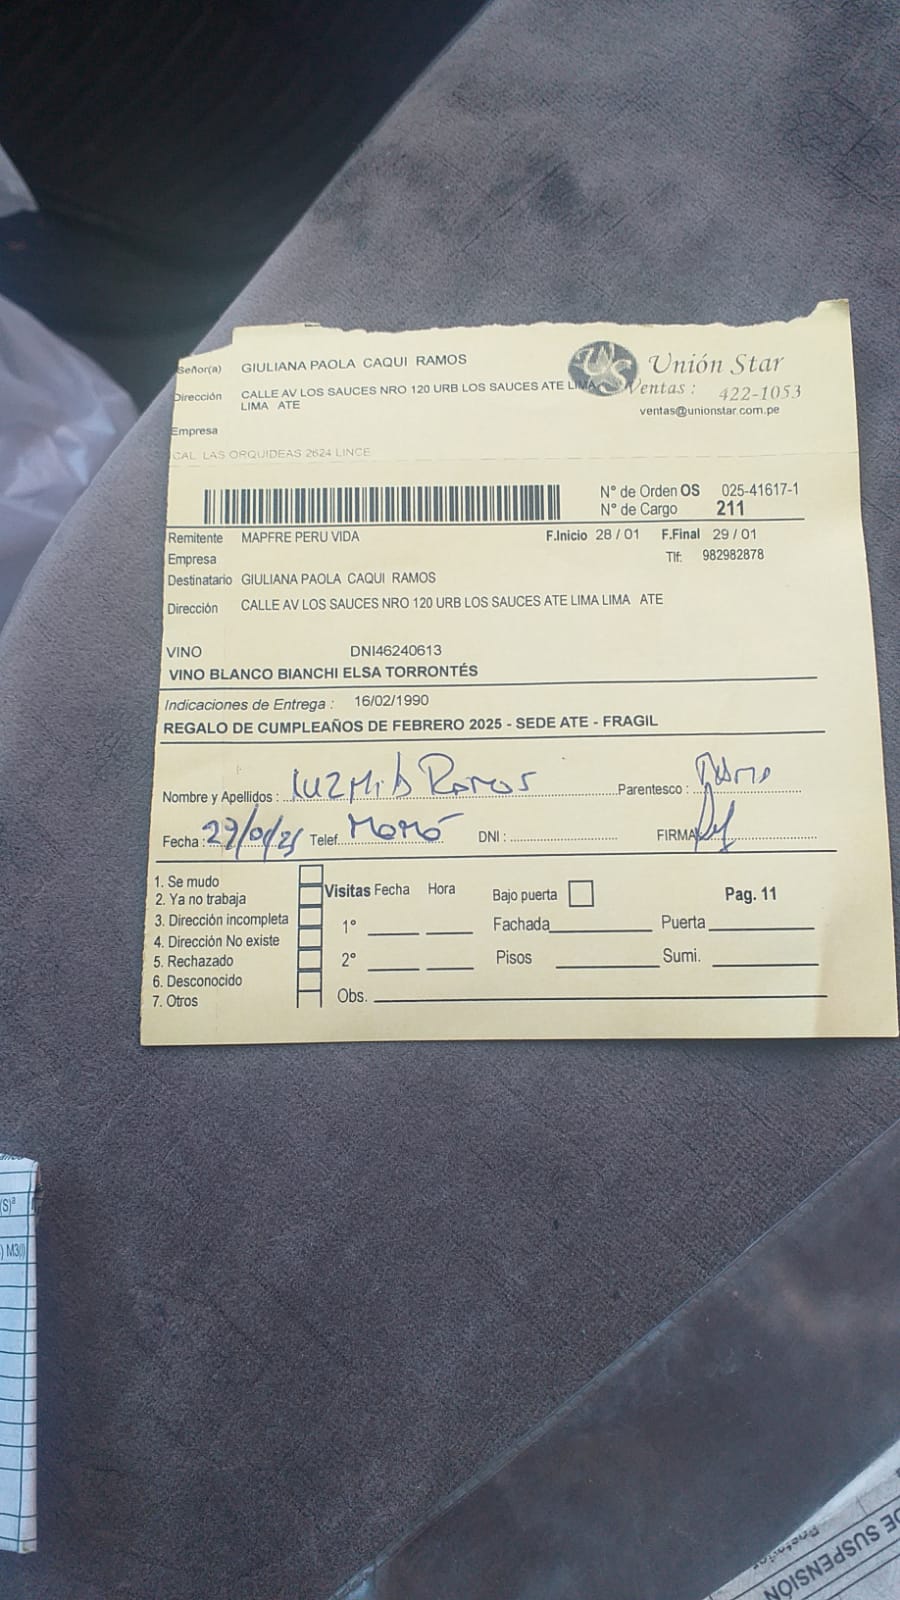 Señor(a) GIULIANA PAOLA CAQUI RAMOS
Unión Star
Dirección CALLE AV LOS SAUCES NRO 120 URB LOS SAUCES ATE LIMA
LIMA ATE
Ventas : 422-1053
ventas@unionstar.com.pe
Empresa
CAL LAS ORQUIDEAS 2624 LINCE
N° de Orden OS 025-41617-1
N° de Cargo 211
Remitente MAPFRE PERU VIDA F.Inicio 28 / 01 F.Final 29 / 01
Empresa Tlf: 982982878
Destinatario GIULIANA PAOLA CAQUI RAMOS
Dirección CALLE AV LOS SAUCES NRO 120 URB LOS SAUCES ATE LIMA LIMA ATE
VINO DNI46240613
VINO BLANCO BIANCHI ELSA TORRONTÉS
Indicaciones de Entrega : 16/02/1990
REGALO DE CUMPLEAÑOS DE FEBRERO 2025 - SEDE ATE - FRAGIL
Nombre y Apellidos : Luzmila Ramos Parentesco :
Fecha : Telef. DNI : FIRMA
1. Se mudo
2. Ya no trabaja
3. Dirección incompleta
4. Dirección No existe
5. Rechazado
6. Desconocido
7. Otros
Visitas Fecha Hora Bajo puerta Pag. 11
1° Fachada Puerta
2° Pisos Sumi.
Obs.
(S)ª
) M3(
DE SUSPENSIÓN